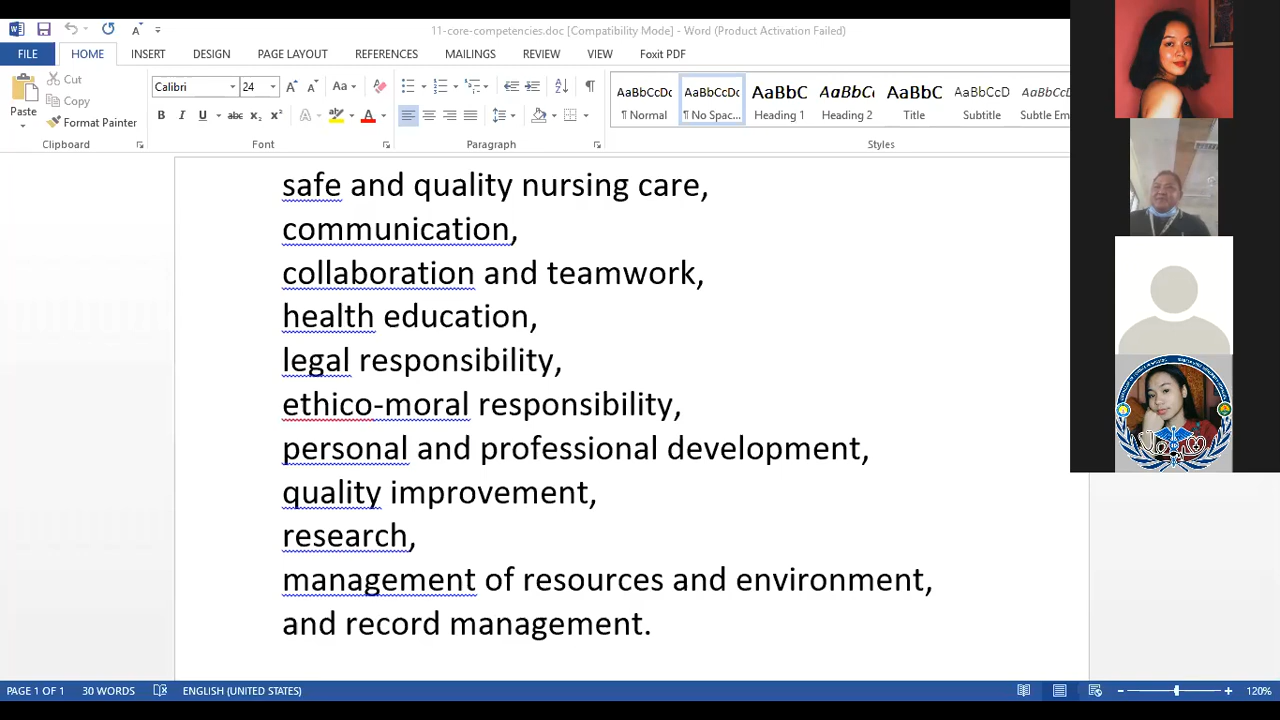 11-core-competencies.doc [Compatibility Mode] - Word (Product Activation Failed)
FILE HOME INSERT DESIGN PAGE LAYOUT REFERENCES MAILINGS REVIEW VIEW Foxit PDF
Cut
Copy
Format Painter
Paste
Clipboard
Calibri 24
Font
Paragraph
AaBbCcDc AaBbCcDc AaBbC AaBbC AaBbC AaBbCcD AaBbCcD
¶ Normal ¶ No Spac... Heading Heading 2 Title Subtitle Subtle Em
Styles
safe and quality nursing care,
communication,
collaboration and teamwork,
health education,
legal responsibility,
ethico-moral responsibility,
personal and professional development,
quality improvement,
research,
management of resources and environment,
and record management.
PAGE 1 OF 1 30 WORDS ENGLISH (UNITED STATES) 120%